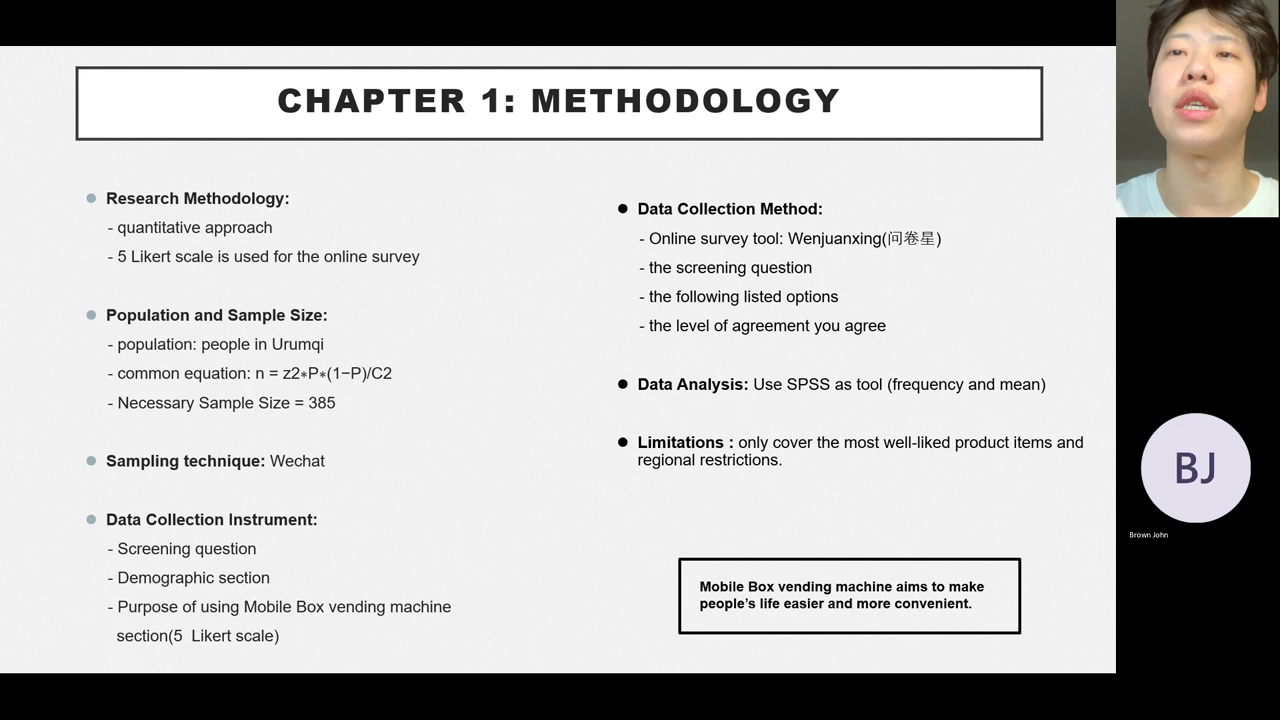 CHAPTER 1: METHODOLOGY
Research Methodology:
- quantitative approach
- 5 Likert scale is used for the online survey
Population and Sample Size:
- population: people in Urumqi
- common equation: n = z2∗P∗(1−P)/C2
- Necessary Sample Size = 385
Sampling technique: Wechat
Data Collection Instrument:
- Screening question
- Demographic section
- Purpose of using Mobile Box vending machine
section(5 Likert scale)
Data Collection Method:
- Online survey tool: Wenjuanxing(问卷星)
- the screening question
- the following listed options
- the level of agreement you agree
Data Analysis: Use SPSS as tool (frequency and mean)
Limitations : only cover the most well-liked product items and
regional restrictions.
Mobile Box vending machine aims to make
people’s life easier and more convenient.
BJ
Brown John